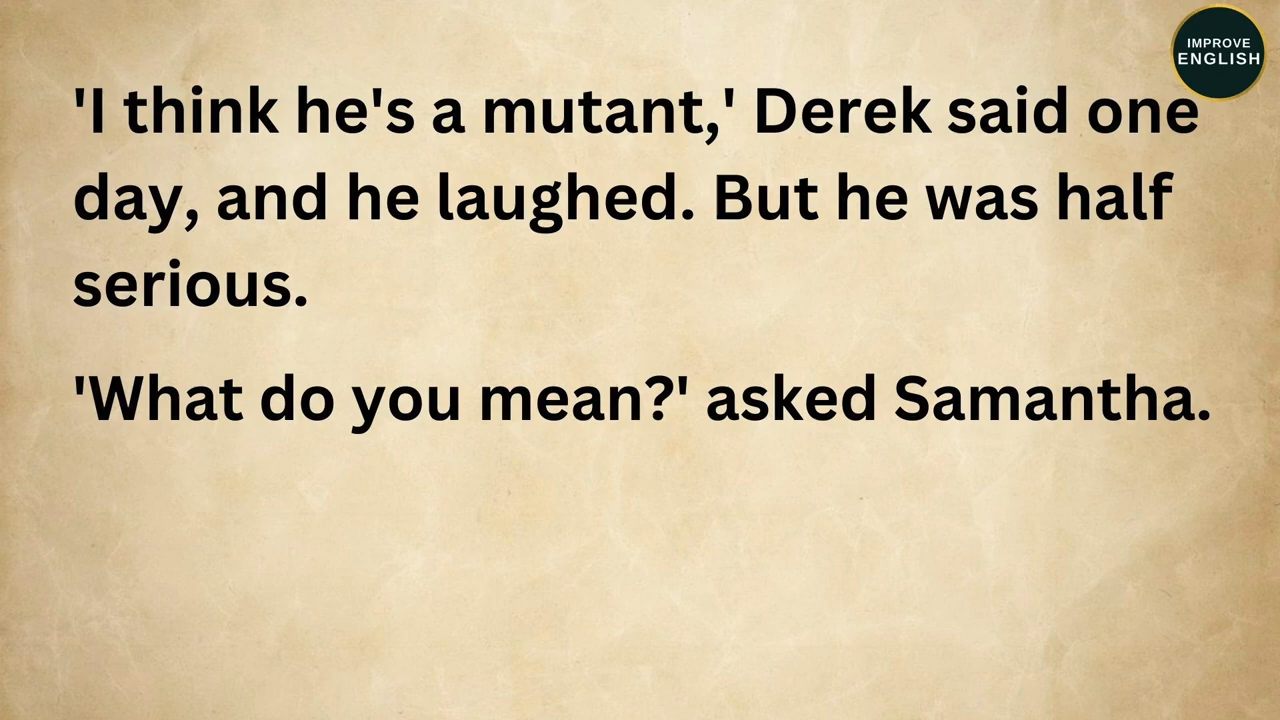 IMPROVE
ENGLISH
'I think he's a mutant,' Derek said one
day, and he laughed. But he was half
serious.
'What do you mean?' asked Samantha.